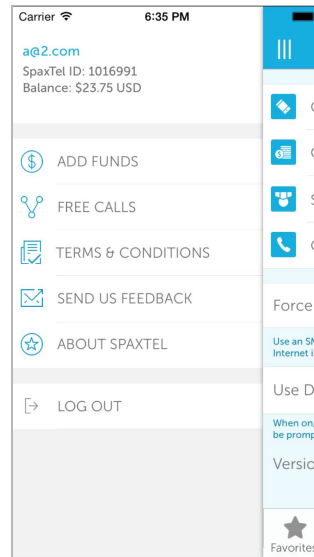 Carrier 6:35 PM
a@2.com
SpaxTel ID: 1016991
Balance: $23.75 USD
ADD FUNDS
FREE CALLS
TERMS & CONDITIONS
SEND US FEEDBACK
ABOUT SPAXTEL
LOG OUT
Force
Use an SM
Internet i
Use D
When on,
be promp
Versio
Favorites